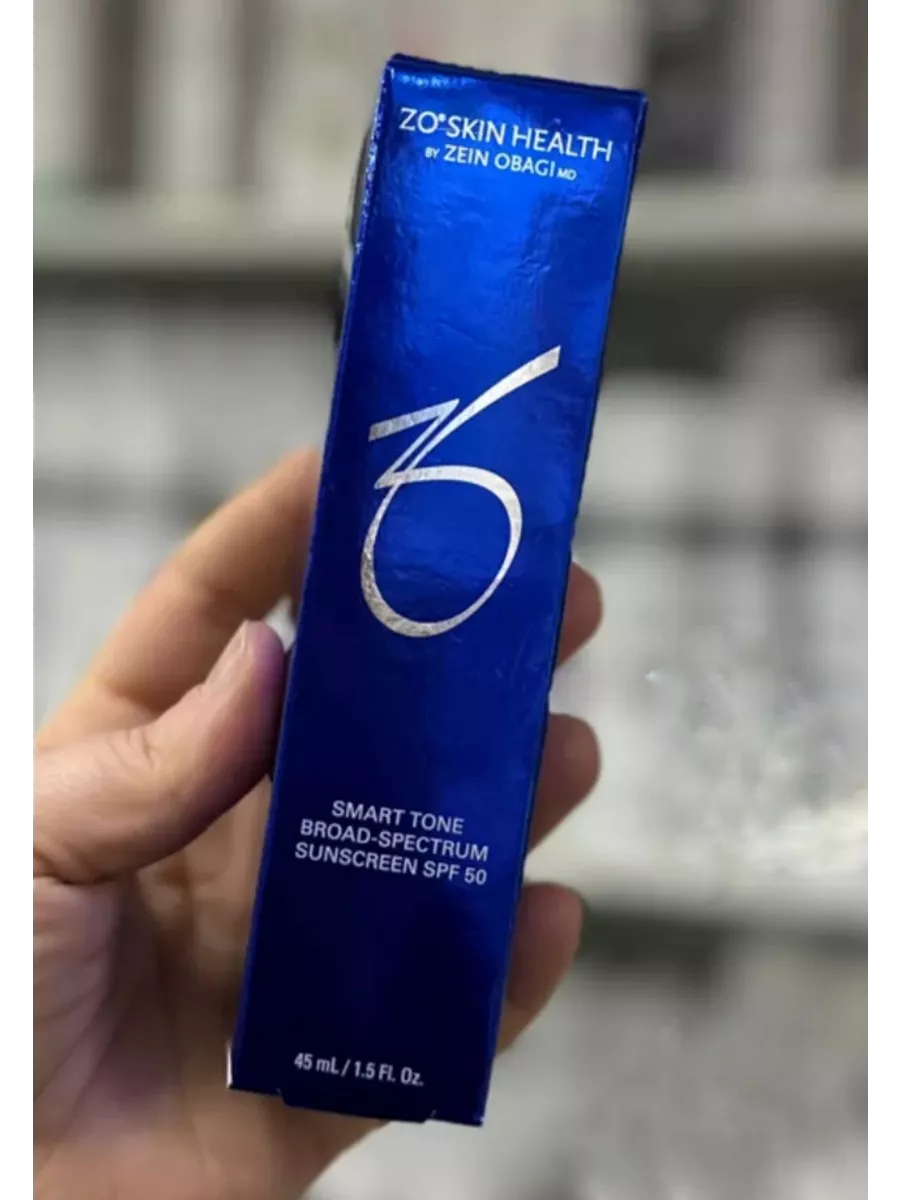 ZO® SKIN HEALTH
BY ZEIN OBAGI MD
ZO
SMART TONE
BROAD-SPECTRUM
SUNSCREEN SPF 50
45 mL / 1.5 Fl. Oz.